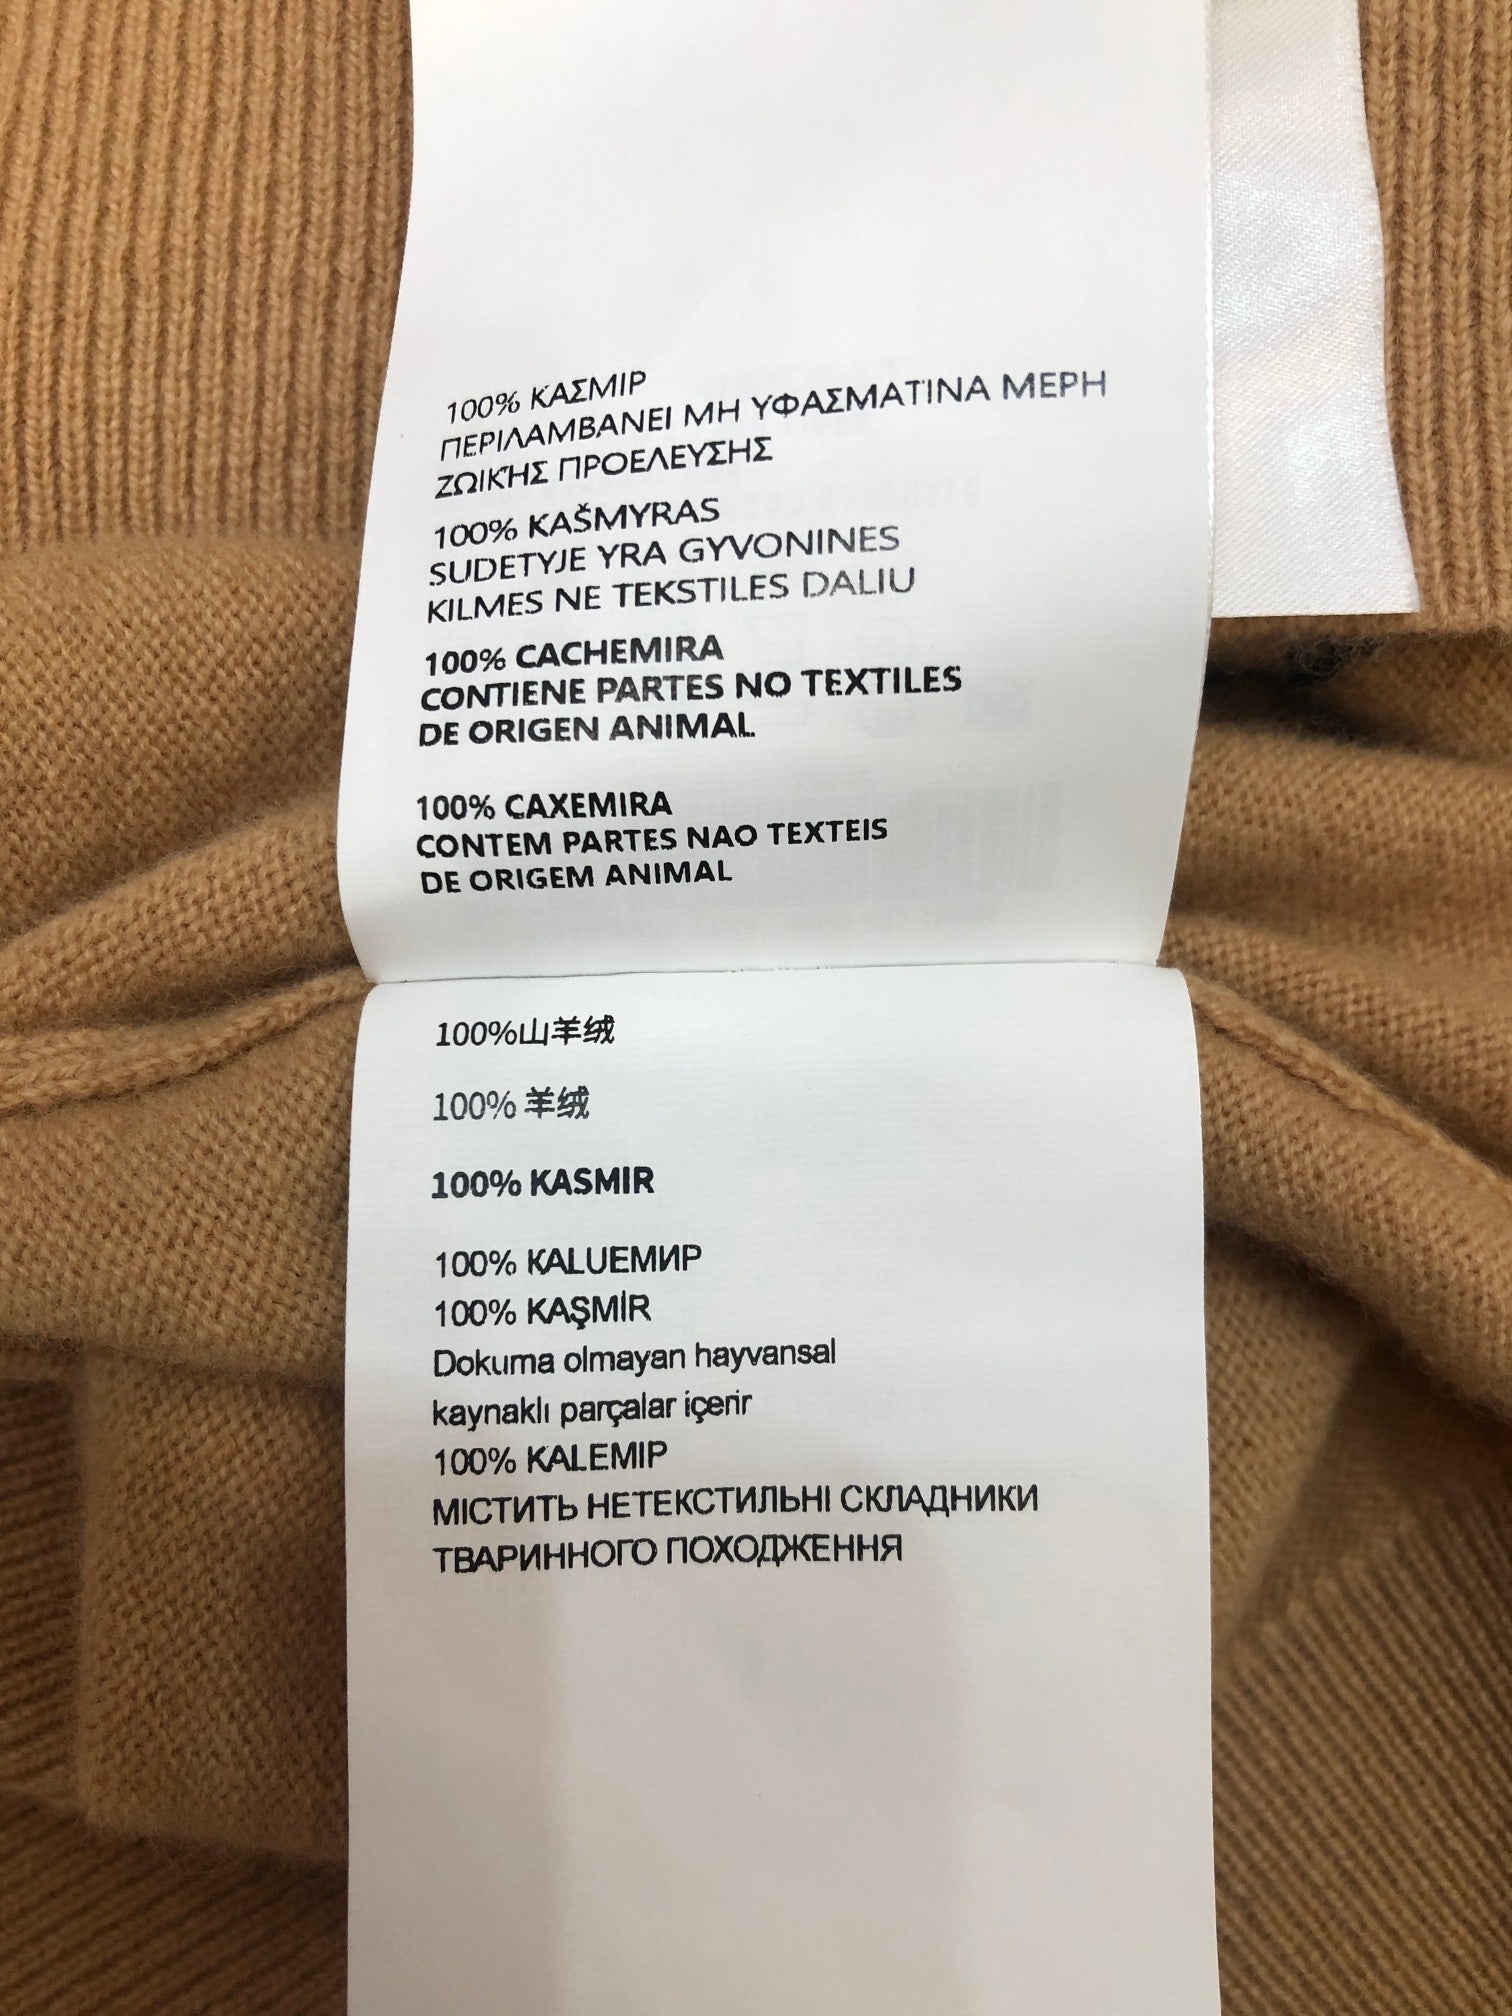 100% ΚΑΣΜΙΡ
ΠΕΡΙΛΑΜΒΑΝΕΙ ΜΗ ΥΦΑΣΜΑΤΊΝΑ ΜΕΡΗ
ΖΩΙΚΉΣ ΠΡΟΕΛΕΥΣΗΣ
100% KAŠMYRAS
SUDETYJE YRA GYVONINES
KILMES NE TEKSTILES DALIU
100% CACHEMIRA
CONTIENE PARTES NO TEXTILES
DE ORIGEN ANIMAL
100% CAXEMIRA
CONTEM PARTES NAO TEXTEIS
DE ORIGEM ANIMAL
100%山羊绒
100% 羊绒
100% KASMIR
100% KALUEМИР
100% KAŞMİR
Dokuma olmayan hayvansal
kaynaklı parçalar içerir
100% KALEMIP
МІСТИТЬ НЕТЕКСТИЛЬНІ СКЛАДНИКИ
ТВАРИННОГО ПОХОДЖЕННЯ